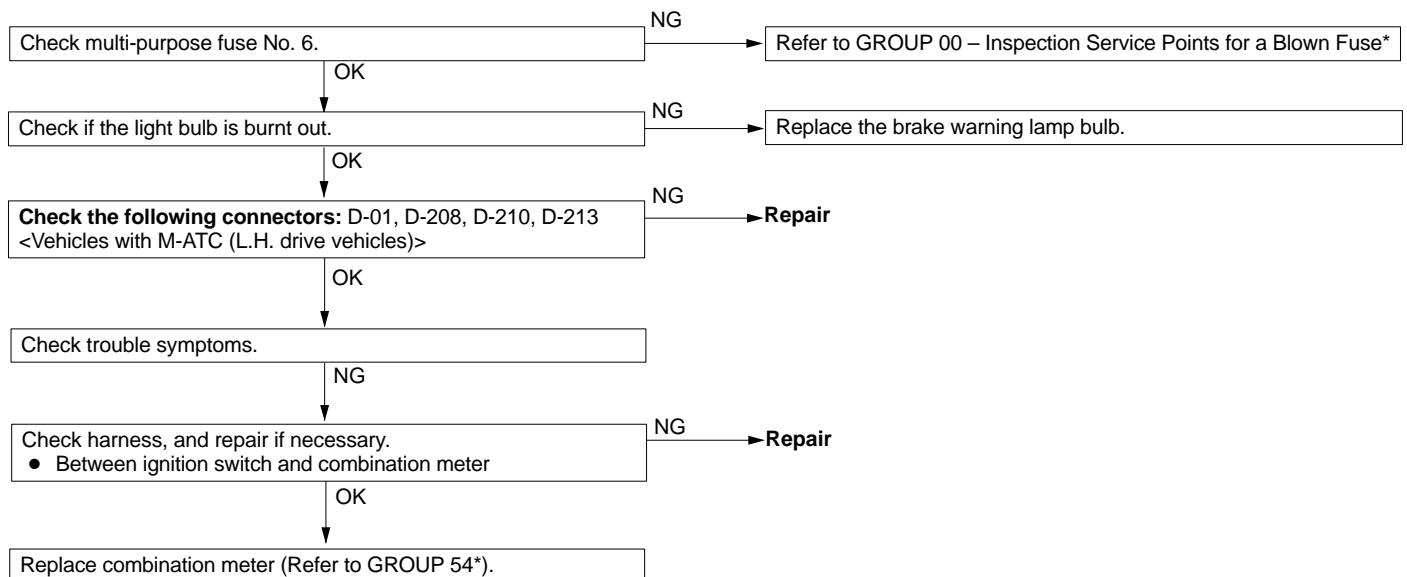 NG
Check multi-purpose fuse No. 6.
Refer to GROUP 00 – Inspection Service Points for a Blown Fuse*
OK
NG
Check if the light bulb is burnt out.
Replace the brake warning lamp bulb.
OK
NG
Check the following connectors: D-01, D-208, D-210, D-213
<Vehicles with M-ATC (L.H. drive vehicles)>
Repair
OK
Check trouble symptoms.
NG
NG
Check harness, and repair if necessary.
● Between ignition switch and combination meter
Repair
OK
Replace combination meter (Refer to GROUP 54*).